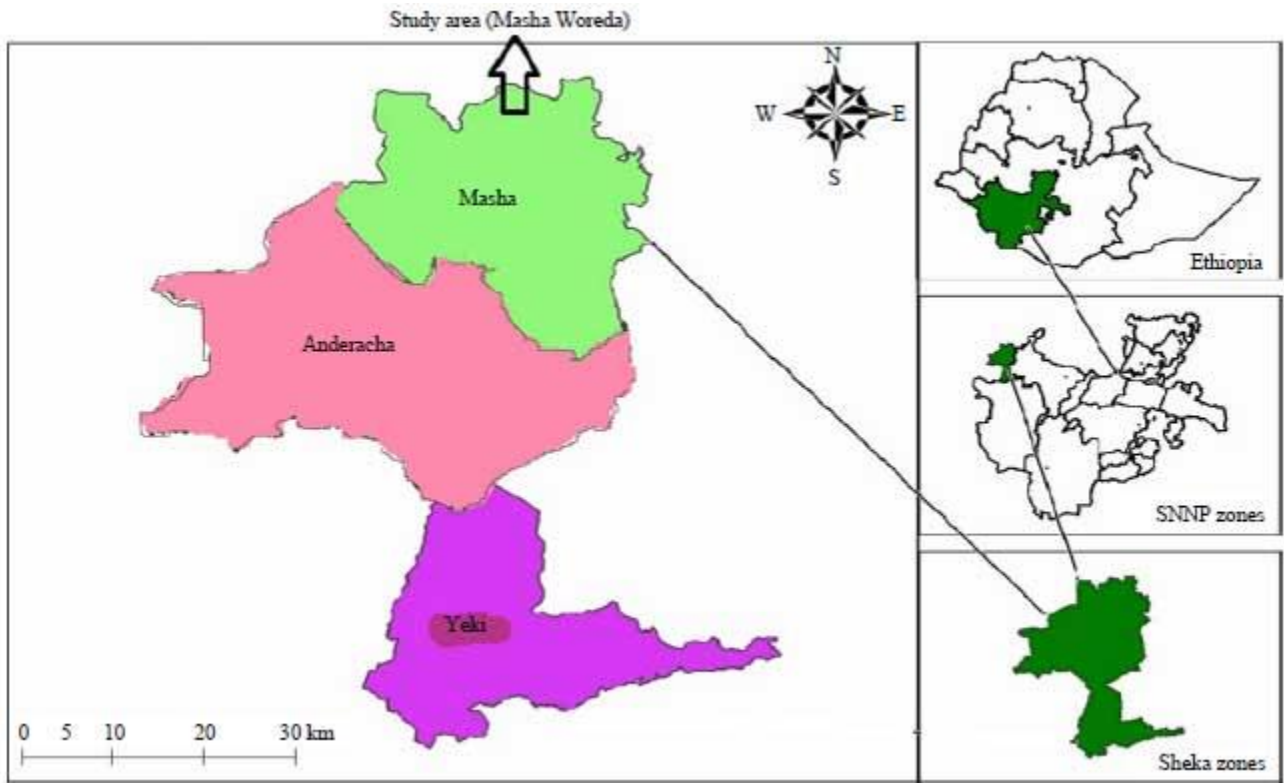 Study area (Masha Woreda)
N
W E
S
Masha
Anderacha
Yeki
0 5 10 20 30 km
Ethiopia
SNNP zones
Sheka zones